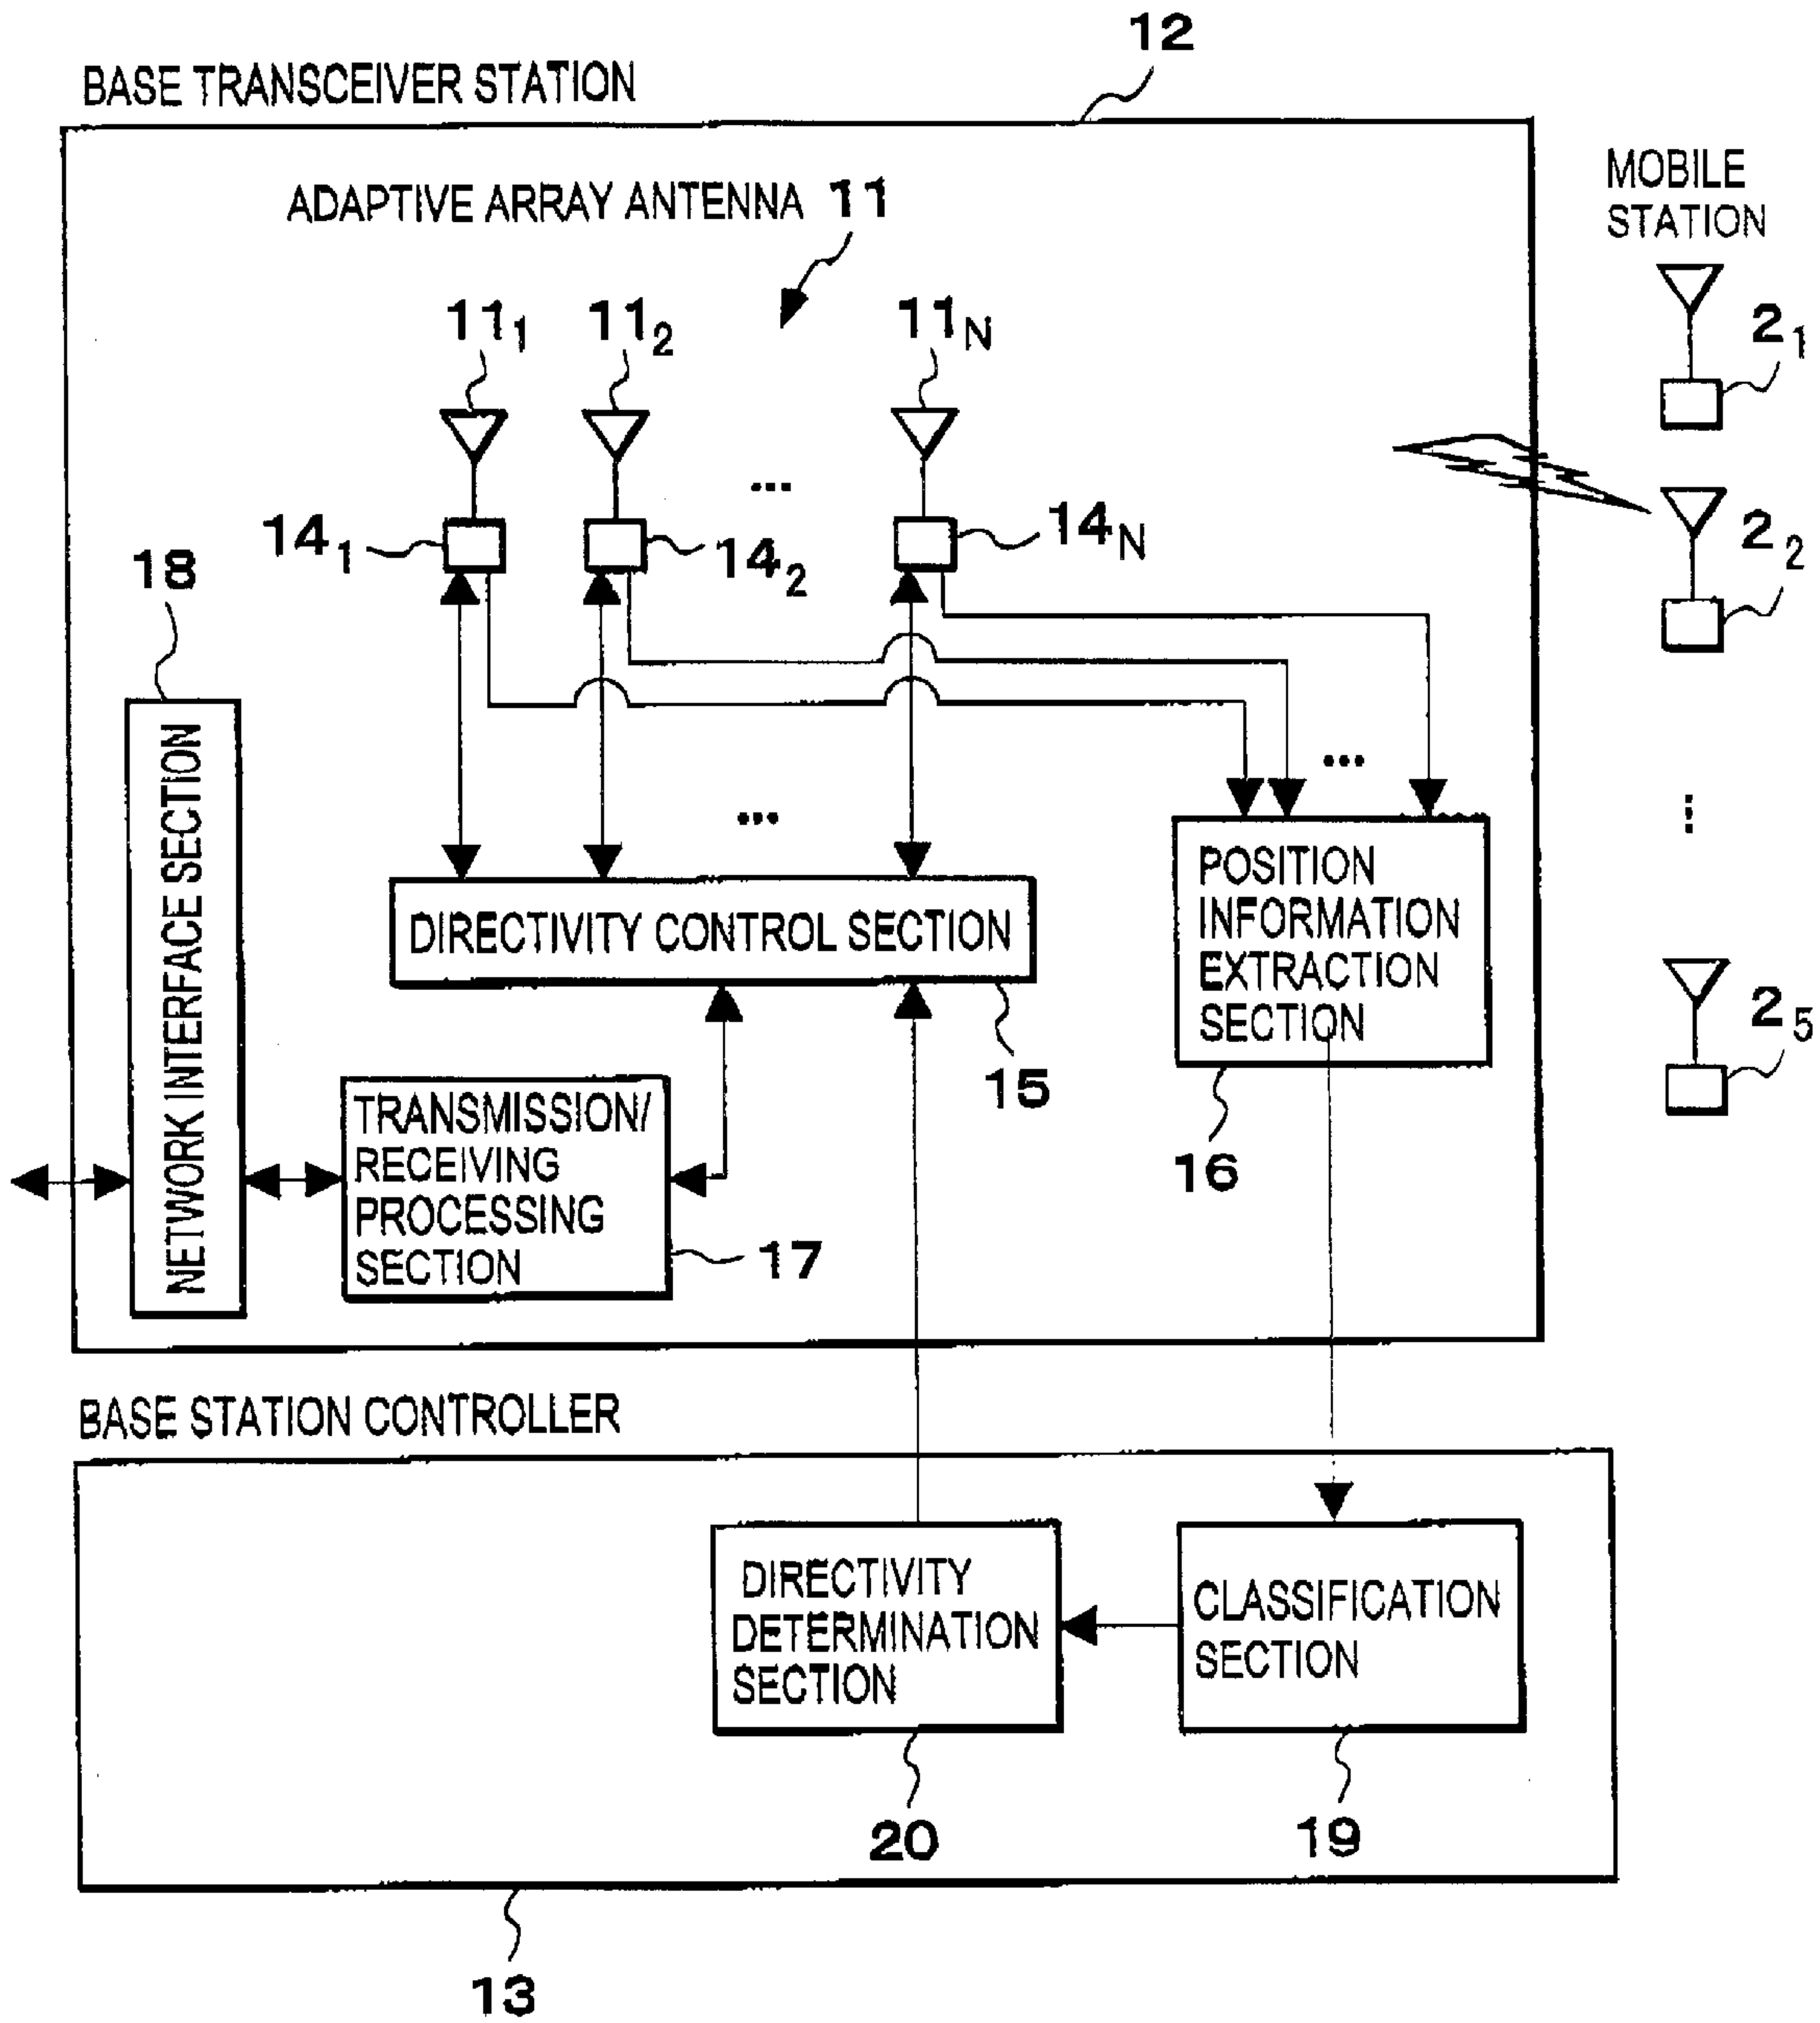 12
BASE TRANSCEIVER STATION
ADAPTIVE ARRAY ANTENNA 11
MOBILE
STATION
11₁
11₂
11N
2₁
...
14₁
14₂
14N
2₂
18
...
...
...
NETWORK INTERFACE SECTION
DIRECTIVITY CONTROL SECTION
POSITION
INFORMATION
EXTRACTION
SECTION
2₅
15
16
TRANSMISSION/
RECEIVING
PROCESSING
SECTION
17
BASE STATION CONTROLLER
DIRECTIVITY
DETERMINATION
SECTION
CLASSIFICATION
SECTION
20
19
13